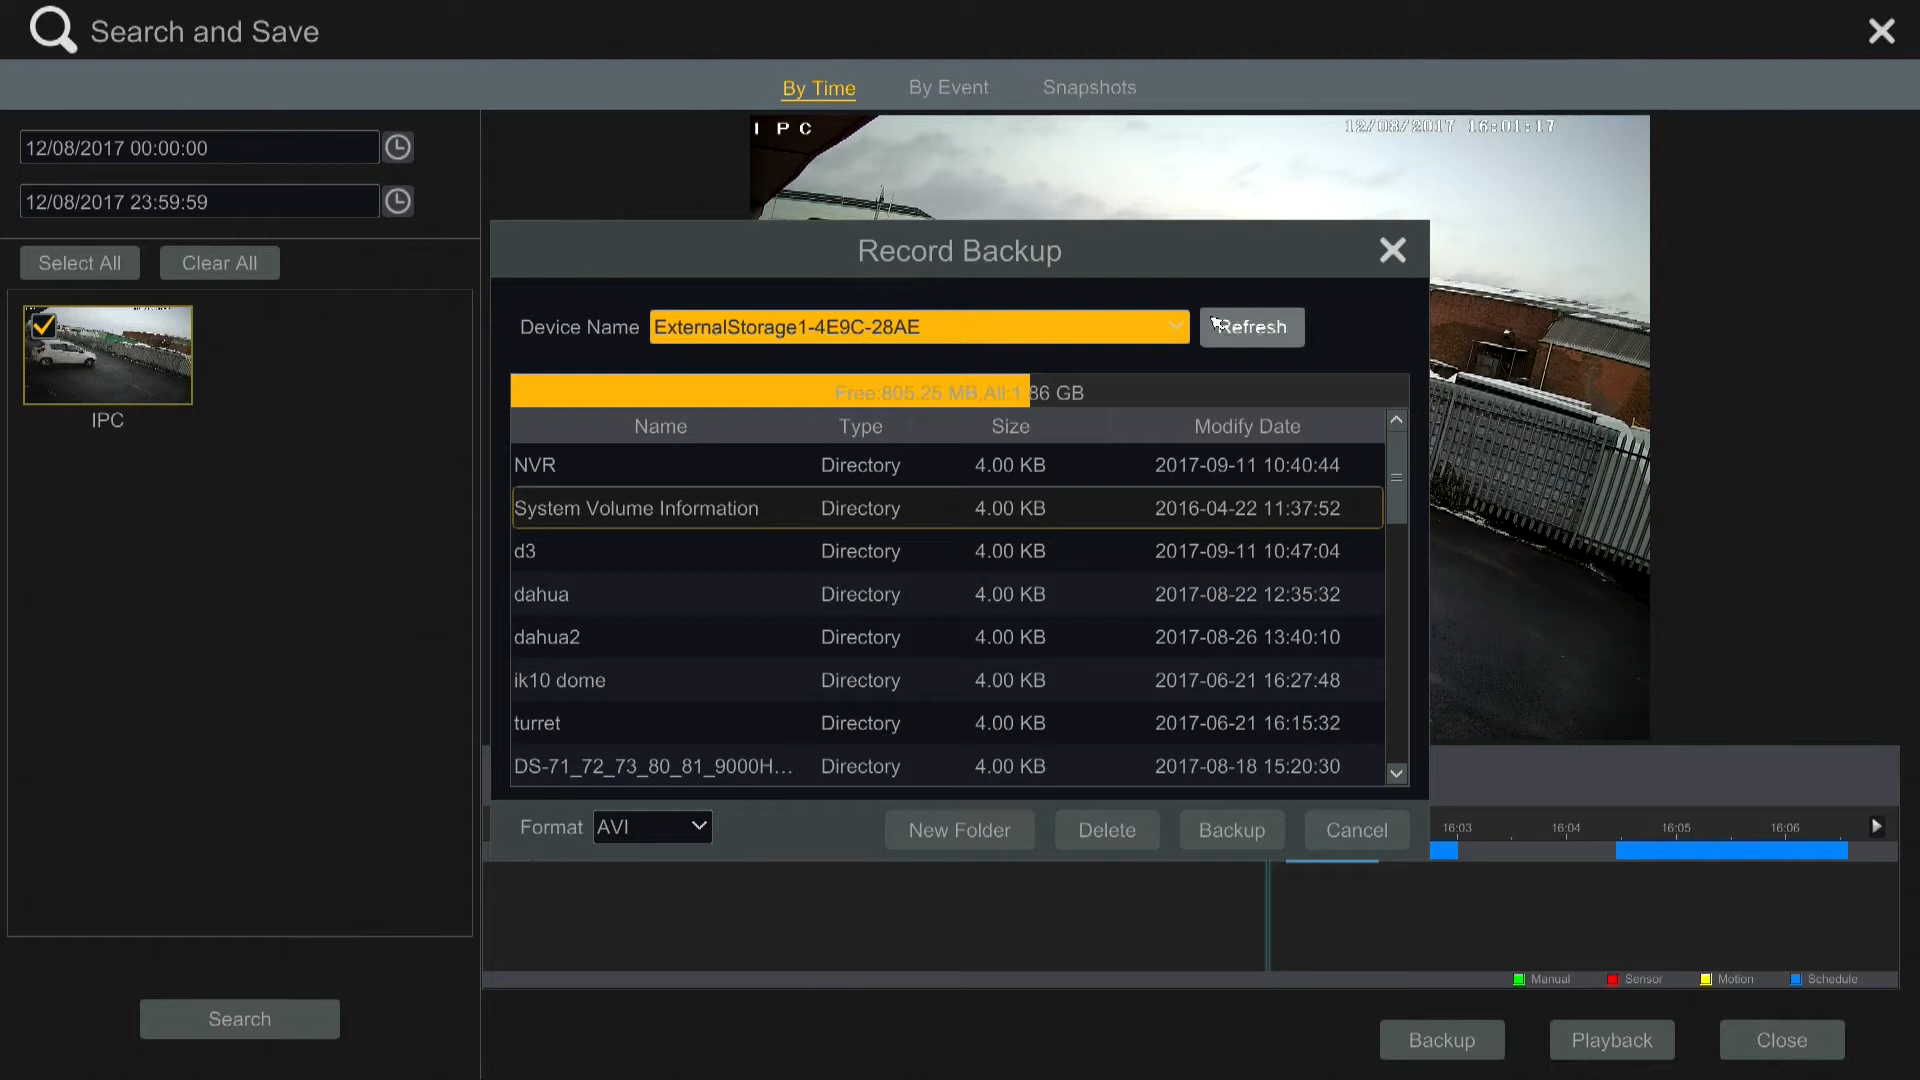 Search and Save
By Time By Event Snapshots
12/08/2017 00:00:00
12/08/2017 23:59:59
Select All Clear All
IPC
Search
I P C 12/08/2017 16:01:17
Record Backup
Device Name ExternalStorage1-4E9C-28AE Refresh
Free:805.25 MB,All:1.86 GB
Name Type Size Modify Date
NVR Directory 4.00 KB 2017-09-11 10:40:44
System Volume Information Directory 4.00 KB 2016-04-22 11:37:52
d3 Directory 4.00 KB 2017-09-11 10:47:04
dahua Directory 4.00 KB 2017-08-22 12:35:32
dahua2 Directory 4.00 KB 2017-08-26 13:40:10
ik10 dome Directory 4.00 KB 2017-06-21 16:27:48
turret Directory 4.00 KB 2017-06-21 16:15:32
DS-71_72_73_80_81_9000H... Directory 4.00 KB 2017-08-18 15:20:30
Format AVI New Folder Delete Backup Cancel
16:03 16:04 16:05 16:06
Manual Sensor Motion Schedule
Backup Playback Close